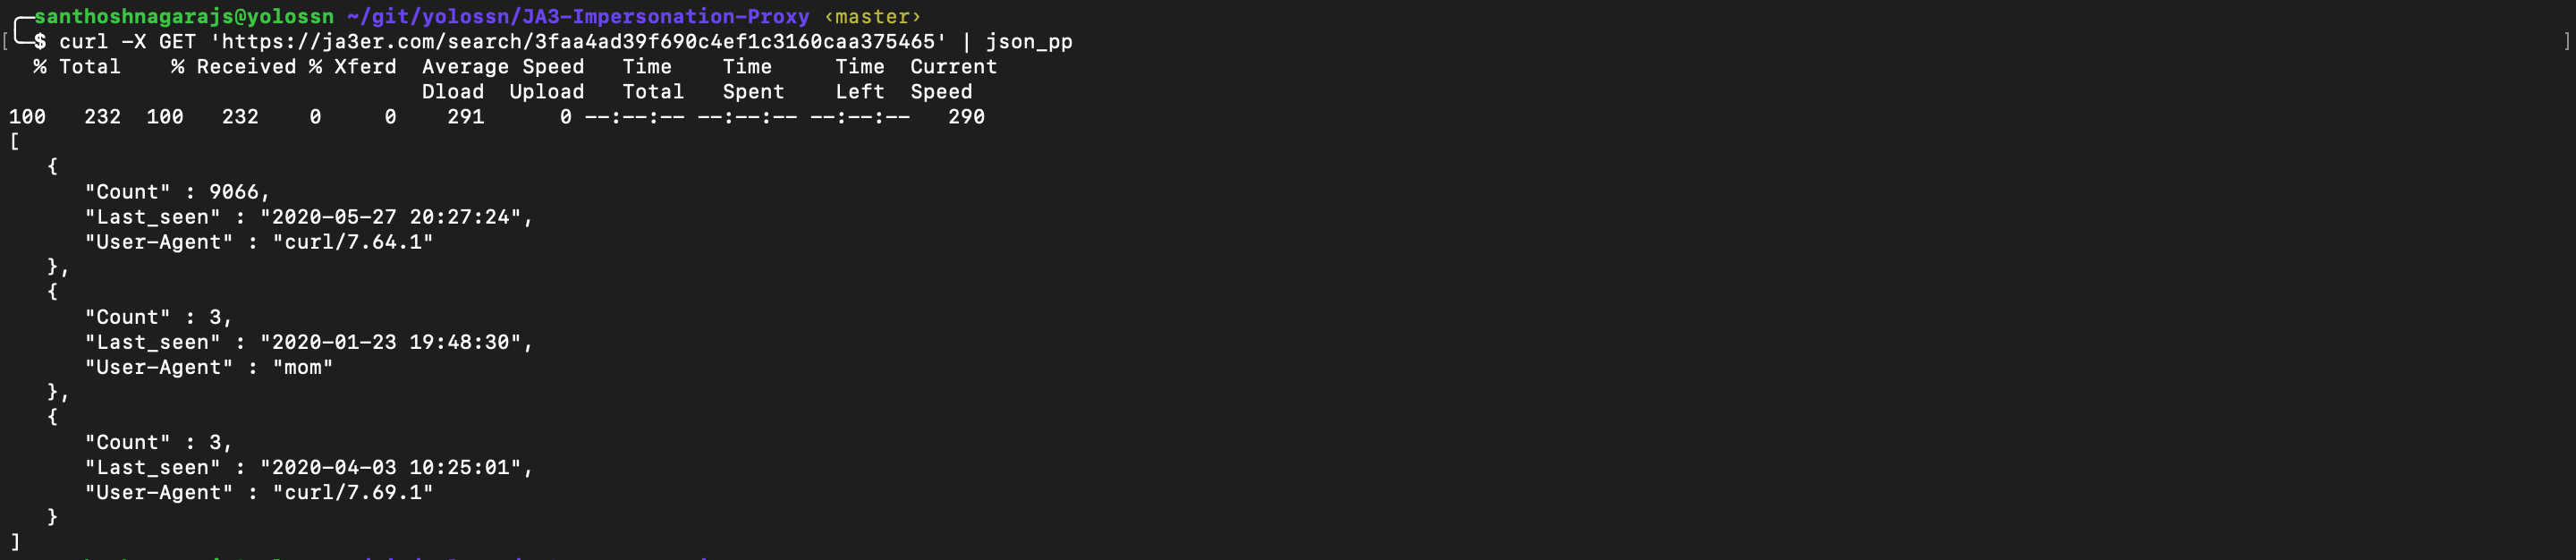 santhoshnagarajs@yolossn ~/git/yolossn/JA3-Impersonation-Proxy ‹master›
$ curl -X GET 'https://ja3er.com/search/3faa4ad39f690c4ef1c3160caa375465' | json_pp
% Total % Received % Xferd Average Speed Time Time Time Current
Dload Upload Total Spent Left Speed
100 232 100 232 0 0 291 0 --:--:-- --:--:-- --:--:-- 290
[
{
"Count" : 9066,
"Last_seen" : "2020-05-27 20:27:24",
"User-Agent" : "curl/7.64.1"
},
{
"Count" : 3,
"Last_seen" : "2020-01-23 19:48:30",
"User-Agent" : "mom"
},
{
"Count" : 3,
"Last_seen" : "2020-04-03 10:25:01",
"User-Agent" : "curl/7.69.1"
}
]